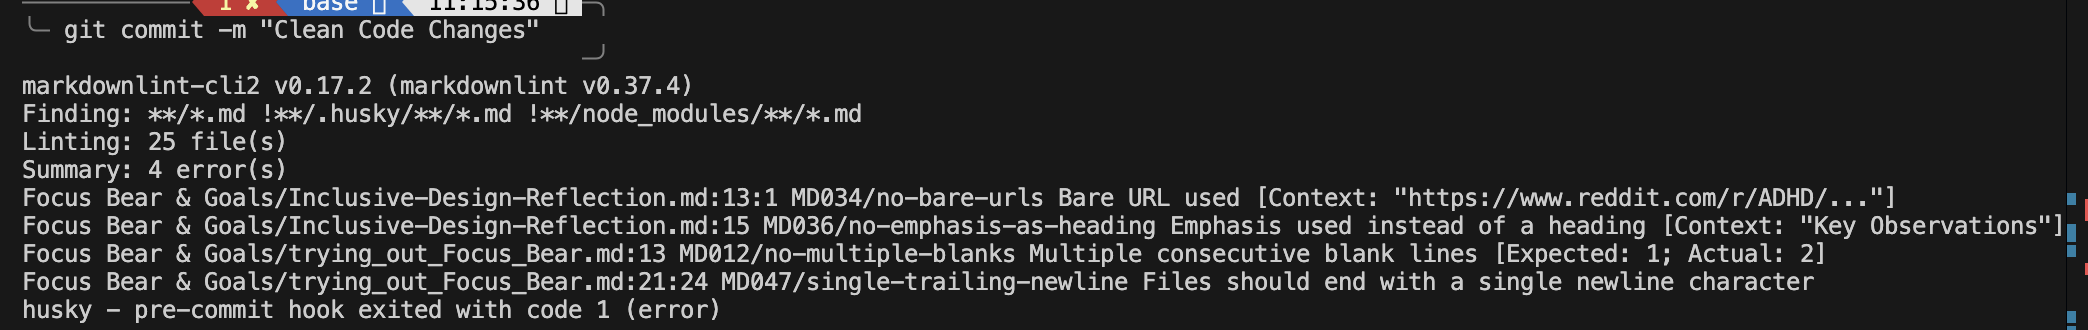 1 ✘ base 11:15:36
git commit -m "Clean Code Changes"
markdownlint-cli2 v0.17.2 (markdownlint v0.37.4)
Finding: **/*.md !**/.husky/**/*.md !**/node_modules/**/*.md
Linting: 25 file(s)
Summary: 4 error(s)
Focus Bear & Goals/Inclusive-Design-Reflection.md:13:1 MD034/no-bare-urls Bare URL used [Context: "https://www.reddit.com/r/ADHD/..."]
Focus Bear & Goals/Inclusive-Design-Reflection.md:15 MD036/no-emphasis-as-heading Emphasis used instead of a heading [Context: "Key Observations"]
Focus Bear & Goals/trying_out_Focus_Bear.md:13 MD012/no-multiple-blanks Multiple consecutive blank lines [Expected: 1; Actual: 2]
Focus Bear & Goals/trying_out_Focus_Bear.md:21:24 MD047/single-trailing-newline Files should end with a single newline character
husky - pre-commit hook exited with code 1 (error)